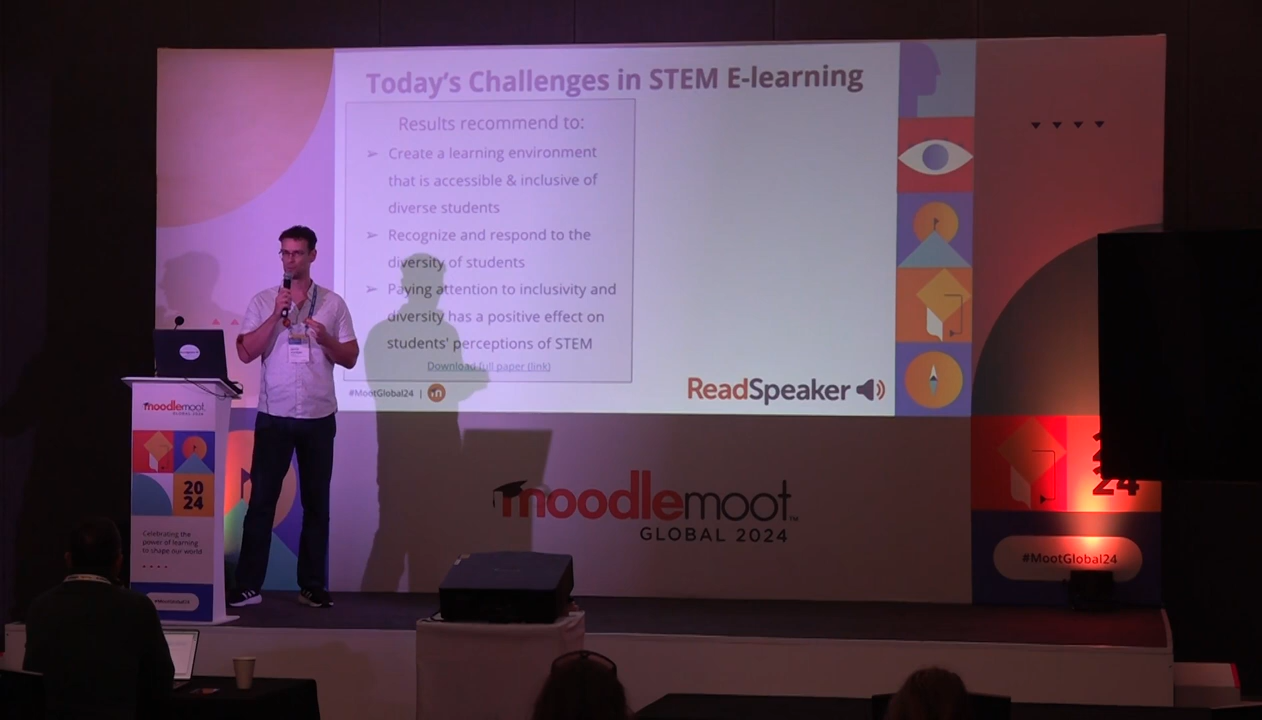 Today's Challenges in STEM E-learning
Results recommend to:
➢ Create a learning environment
that is accessible & inclusive of
diverse students
➢ Recognize and respond to the
diversity of students
➢ Paying attention to inclusivity and
diversity has a positive effect on
students' perceptions of STEM
Download full paper (link)
#MootGlobal24 |
ReadSpeaker
moodlemoot
GLOBAL 2024
20
24
Celebrating the
power of learning
to shape our world
#MootGlobal24
moodlemoot™
GLOBAL 2024
24
#MootGlobal24